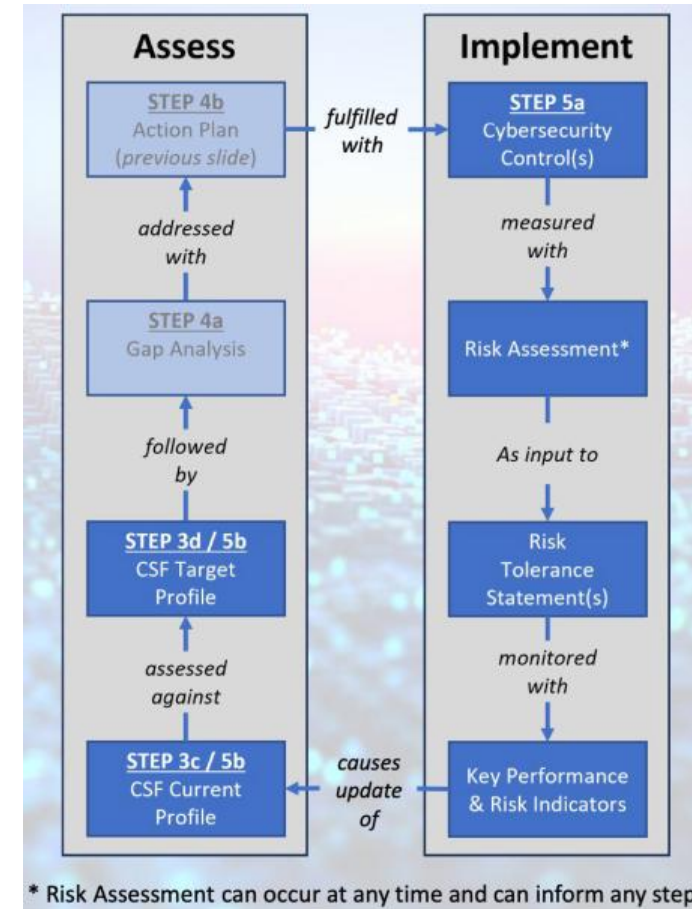 Assess
STEP 4b
Action Plan
(previous slide)
addressed
with
STEP 4a
Gap Analysis
followed
by
STEP 3d / 5b
CSF Target
Profile
assessed
against
STEP 3c / 5b
CSF Current
Profile
fulfilled
with
causes
update
of
Implement
STEP 5a
Cybersecurity
Control(s)
measured
with
Risk Assessment*
As input to
Risk
Tolerance
Statement(s)
monitored
with
Key Performance
& Risk Indicators
* Risk Assessment can occur at any time and can inform any step